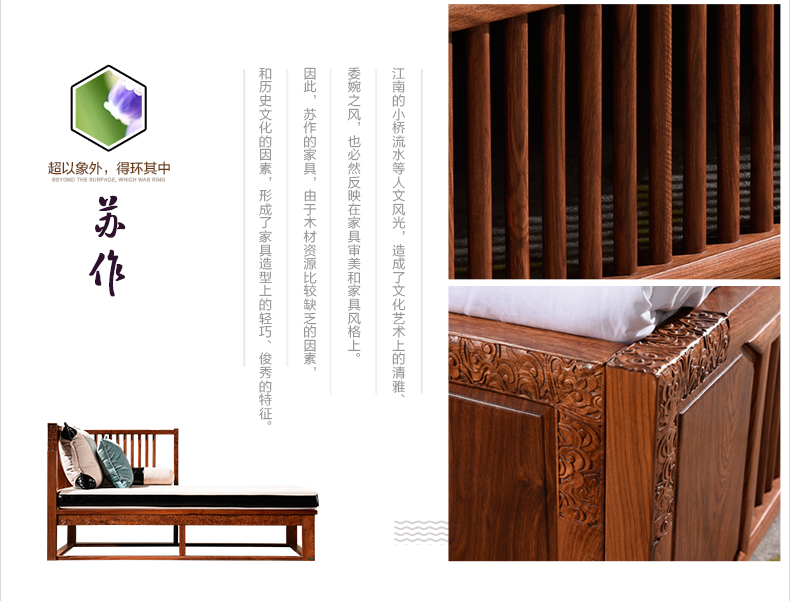 超以象外，得环其中
BEYOND THE SURFACE, WHICH WAS RING
苏作
江南的小桥流水等人文风光，造成了文化艺术上的清雅、
委婉之风，也必然反映在家具审美和家具风格上。
因此，苏作的家具，由于木材资源比较缺乏的因素，
和历史文化的因素，形成了家具造型上的轻巧、俊秀的特征。